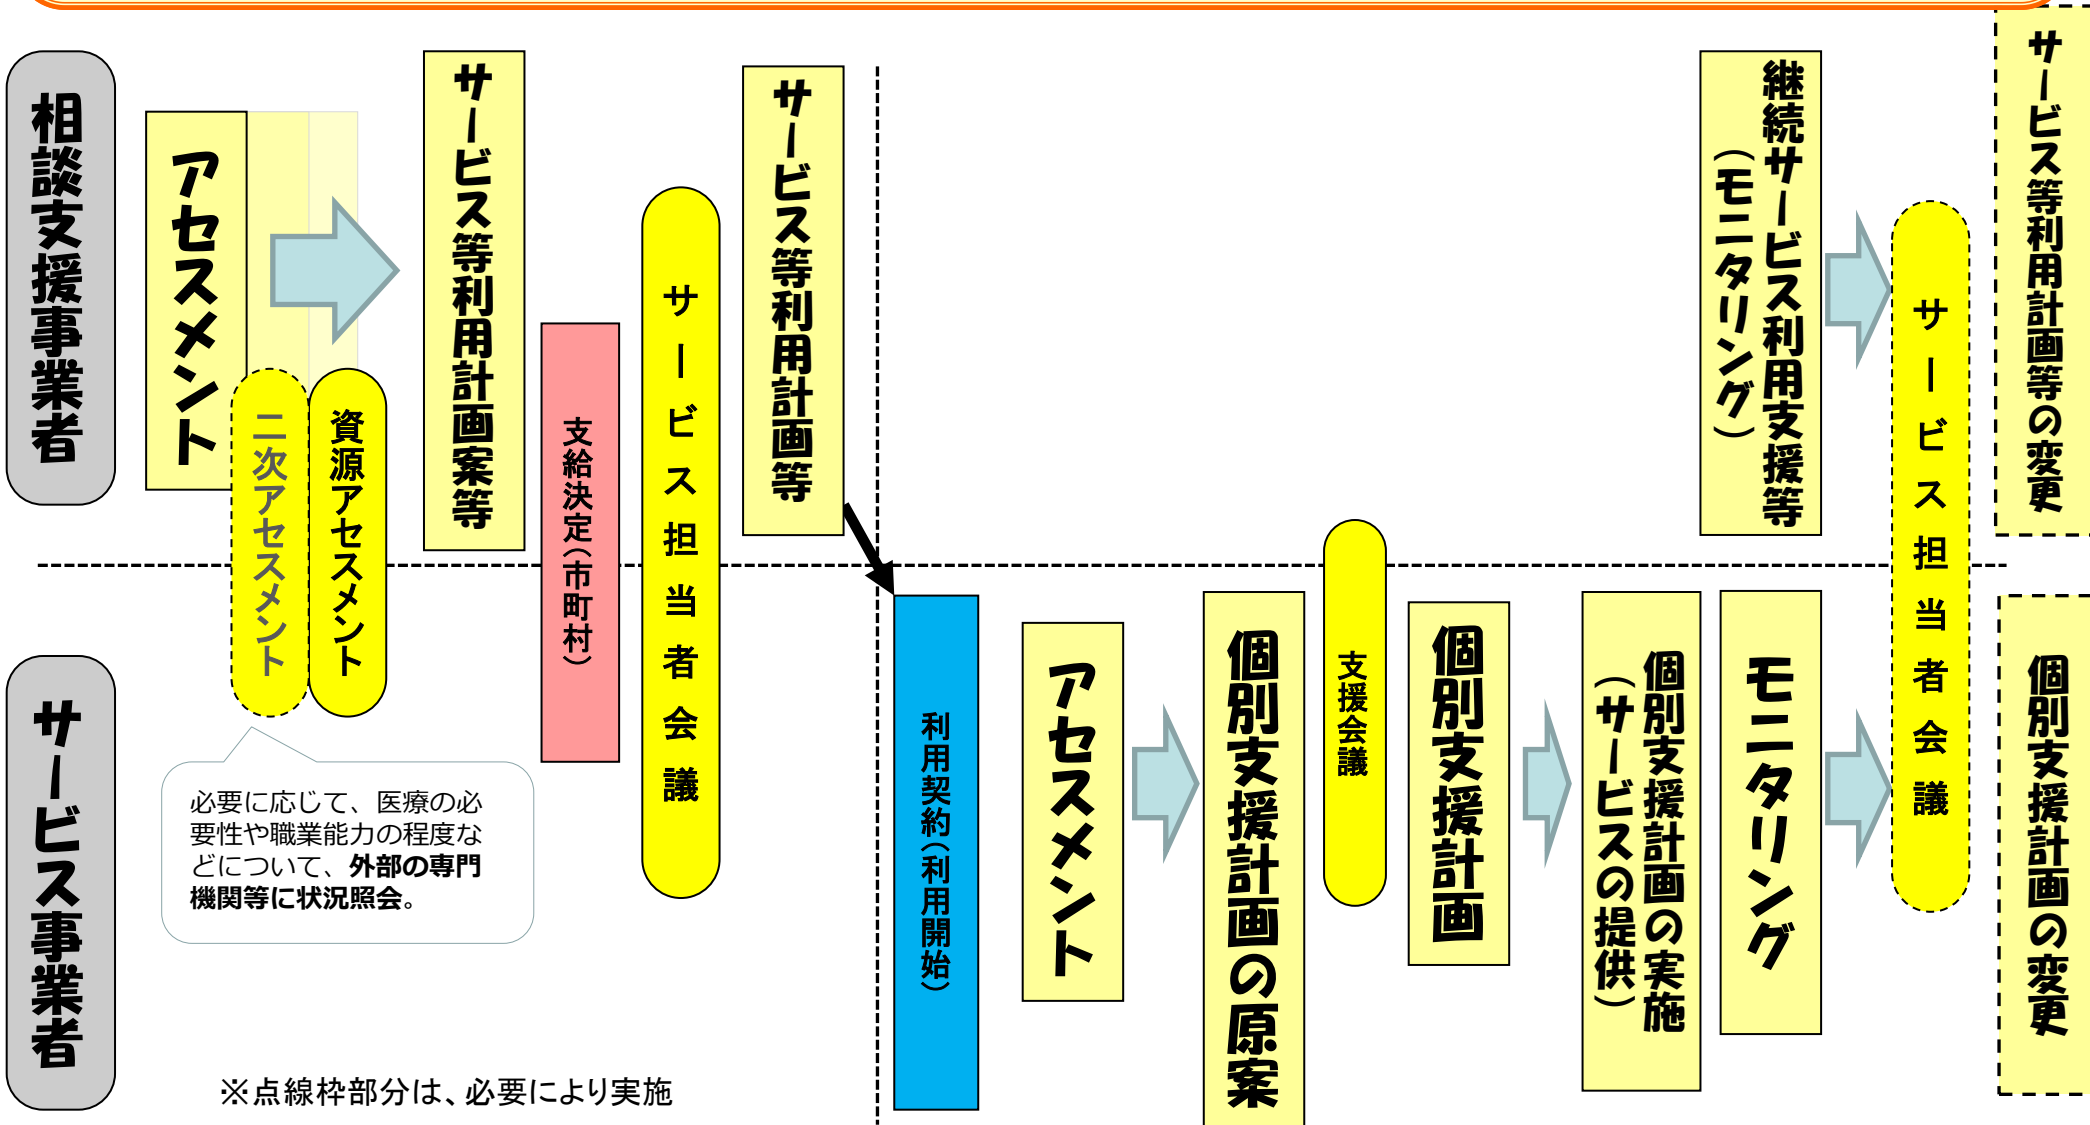 相談支援事業者
アセスメント
二次アセスメント
資源アセスメント
サービス等利用計画案等
支給決定(市町村)
サービス担当者会議
サービス等利用計画等
継続サービス利用支援等
(モニタリング)
サービス担当者会議
サービス等利用計画等の変更
サービス事業者
必要に応じて、医療の必
要性や職業能力の程度な
どについて、外部の専門
機関等に状況照会。
利用契約(利用開始)
アセスメント
個別支援計画の原案
支援会議
個別支援計画
個別支援計画の実施
(サービスの提供)
モニタリング
個別支援計画の変更
※点線枠部分は、必要により実施